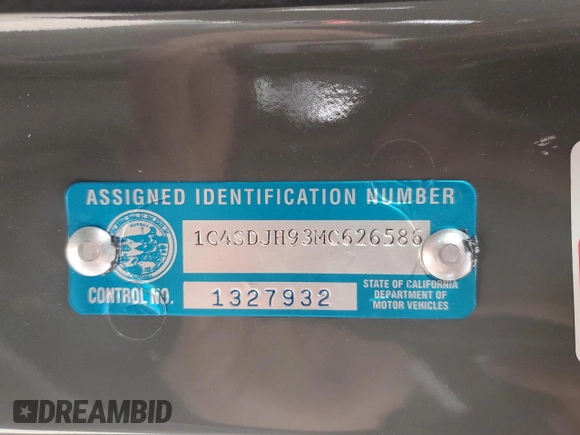 ASSIGNED IDENTIFICATION NUMBER
1C4SDJH93MC626586
CONTROL NO. 1327932
STATE OF CALIFORNIA
DEPARTMENT OF
MOTOR VEHICLES
DREAMBID